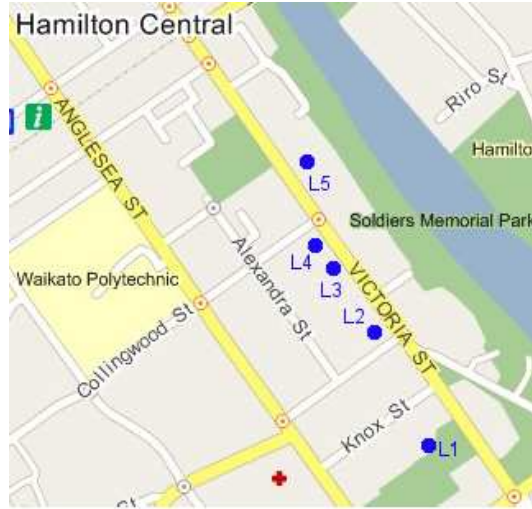 Hamilton Central
Riro St
i
ANGLESEA ST
Hamilto
L5
Soldiers Memorial Park
Alexandra St
L4
Waikato Polytechnic
L3
VICTORIA ST
L2
Collingwood St
Knox St
L1
St